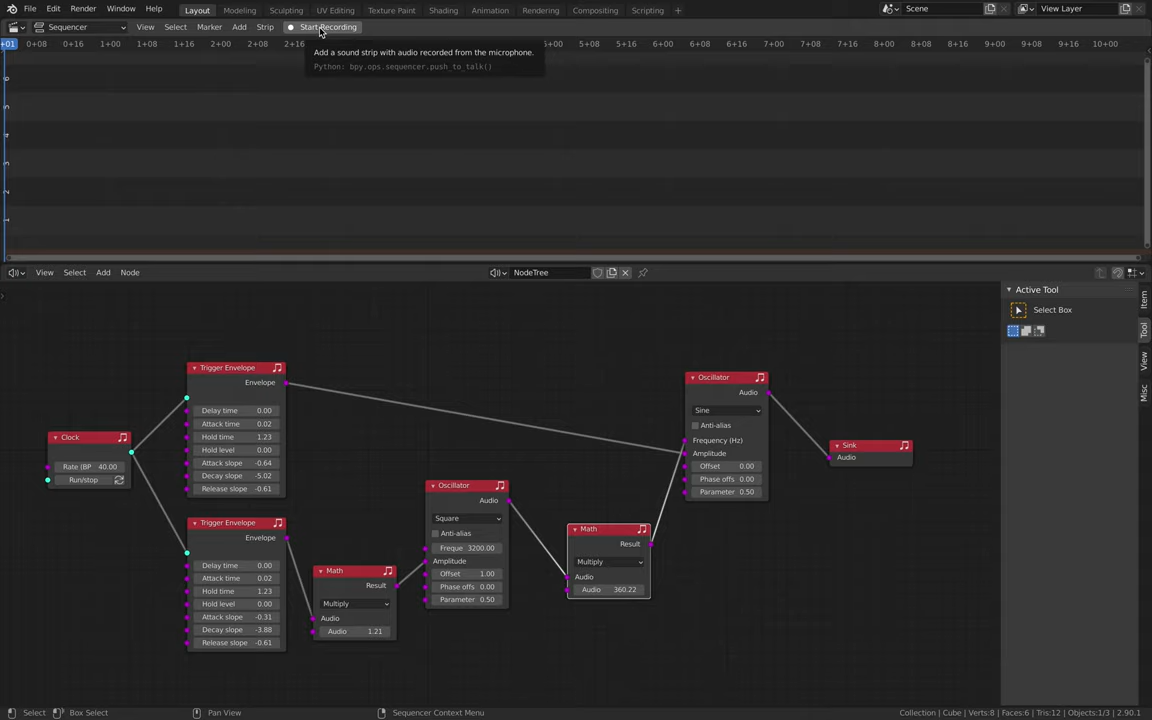 File Edit Render Window Help Layout Modeling Sculpting UV Editing Texture Paint Shading Animation Compositing Rendering Scripting + Scene View Layer
Sequencer View Select Marker Add Strip Start Recording
+01 0+08 0+16 1+00 1+08 1+16 2+00 2+08 2+16 5+00 5+08 5+16 6+00 6+08 6+16 7+00 7+08 7+16 8+00 8+08 8+16 9+00 9+08 9+16 10+00
Add a sound strip with audio recorded from the microphone.
Python: bpy.ops.sequencer.push_to_talk()
6
5
4
3
2
1
View Select Add Node NodeTree
Active Tool
Select Box
Item
Tool
View
Misc
Trigger Envelope
Envelope
Delay time 0.00
Attack time 0.02
Hold time 1.23
Hold level 0.00
Attack slope -0.64
Decay slope -5.02
Release slope -0.61
Clock
Rate (BP 40.00
Run/stop
Trigger Envelope
Envelope
Delay time 0.00
Attack time 0.02
Hold time 1.23
Hold level 0.00
Attack slope -0.31
Decay slope -3.88
Release slope -0.61
Math
Result
Multiply
Audio
Audio 1.21
Oscillator
Audio
Square
Anti-alias
Freque 3200.00
Amplitude
Offset 1.00
Phase offs 0.00
Parameter 0.50
Math
Result
Multiply
Audio
Audio 360.22
Oscillator
Audio
Sine
Anti-alias
Frequency (Hz)
Amplitude
Offset 0.00
Phase offs 0.00
Parameter 0.50
Sink
Audio
Select Box Select Pan View Sequencer Context Menu Collection | Cube | Verts:8 | Faces:6 | Tris:12 | Objects:1/3 | 2.90.1